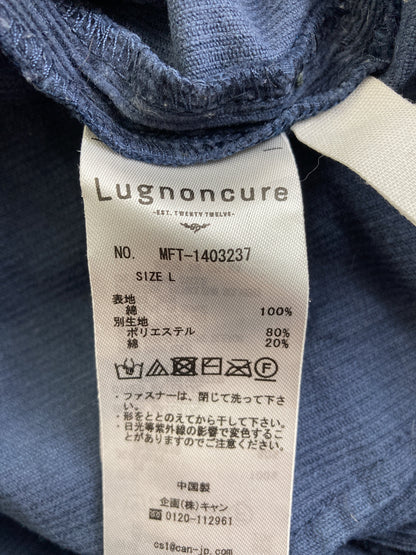 Lugnoncure
-EST. TWENTY TWELVE-
NO. MFT-1403237
SIZE L
表地
綿 100%
別生地
ポリエステル 80%
綿 20%
・ファスナーは、閉じて洗って下さ
い。
・形をととのえてから干して下さい。
・日光等紫外線の影響で変色するこ
とがありますのでご注意ください。
中国製
企画(株)キャン
0120-112961
csl@can-jp.com